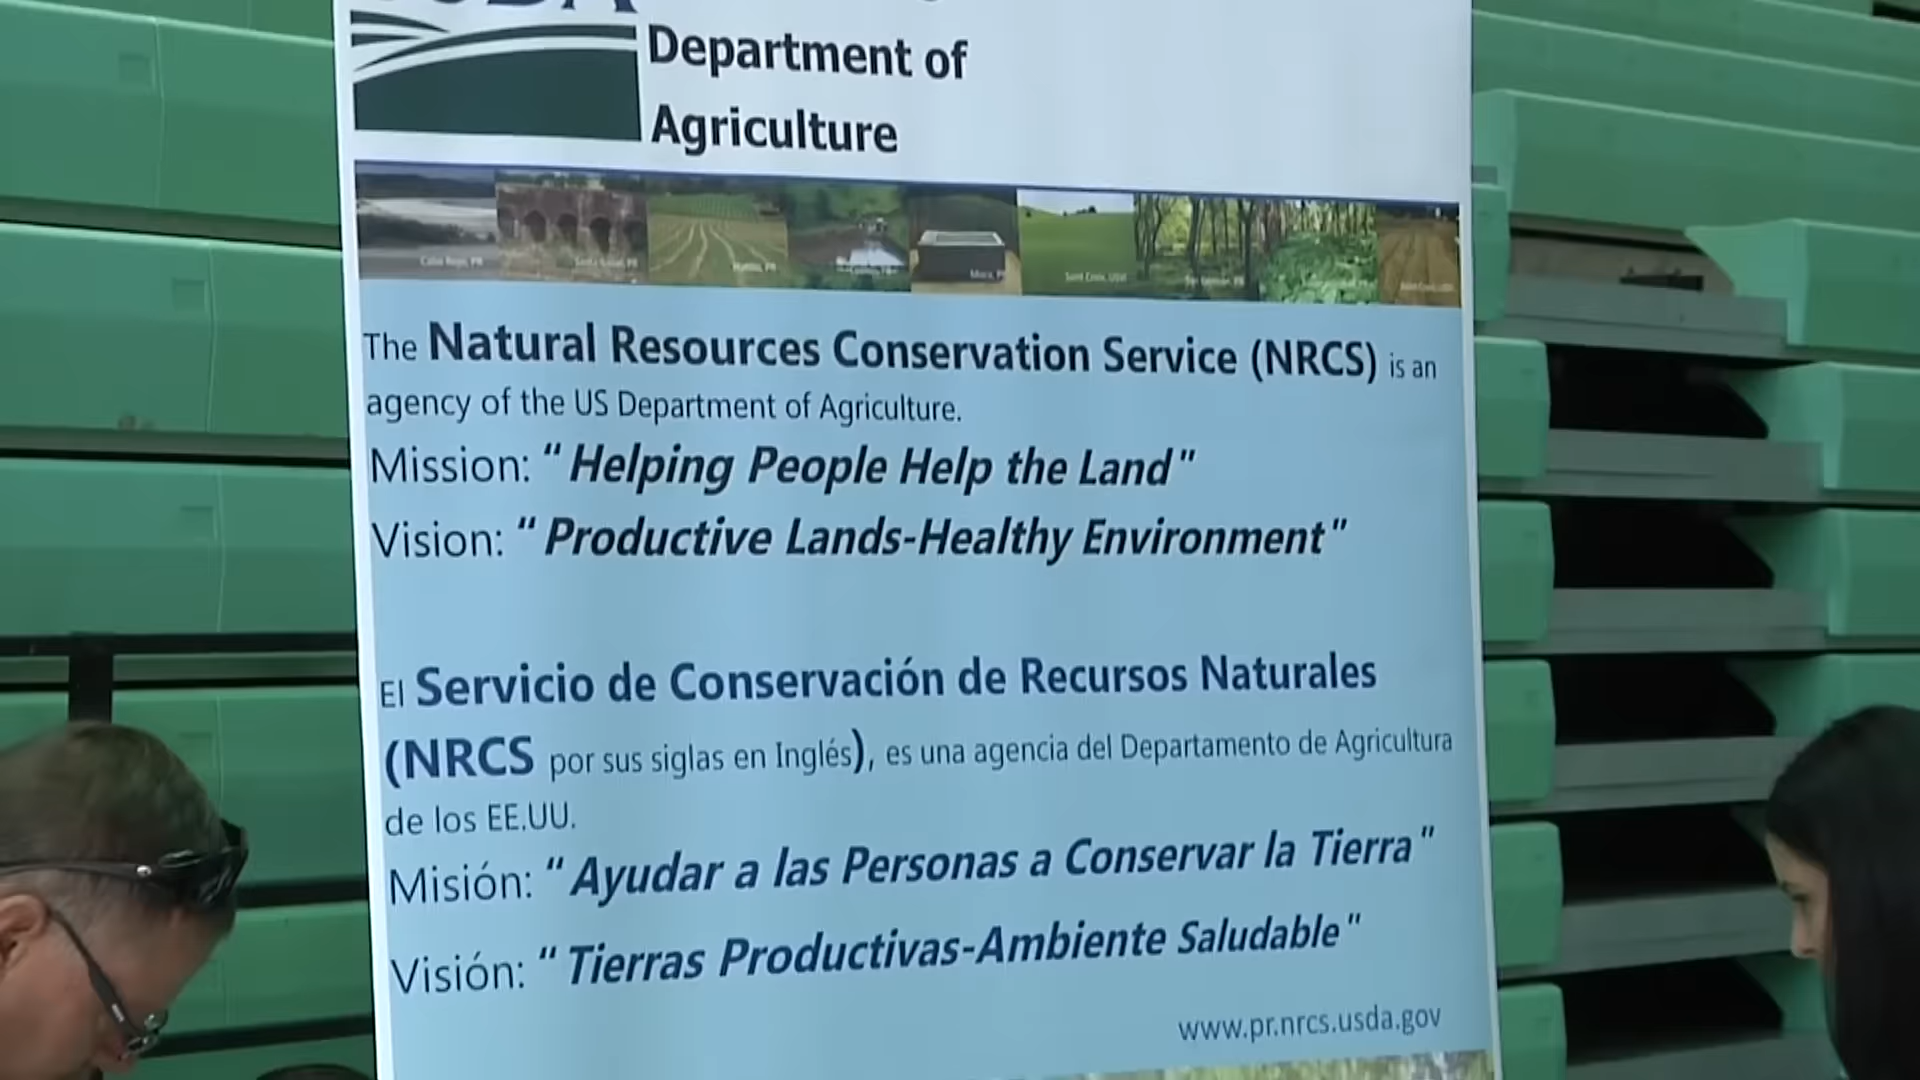 Department of
Agriculture
The Natural Resources Conservation Service (NRCS) is an
agency of the US Department of Agriculture.
Mission: "Helping People Help the Land"
Vision: "Productive Lands-Healthy Environment"
El Servicio de Conservación de Recursos Naturales
(NRCS por sus siglas en Inglés), es una agencia del Departamento de Agricultura
de los EE.UU.
Misión: "Ayudar a las Personas a Conservar la Tierra"
Visión: "Tierras Productivas-Ambiente Saludable"
www.pr.nrcs.usda.gov